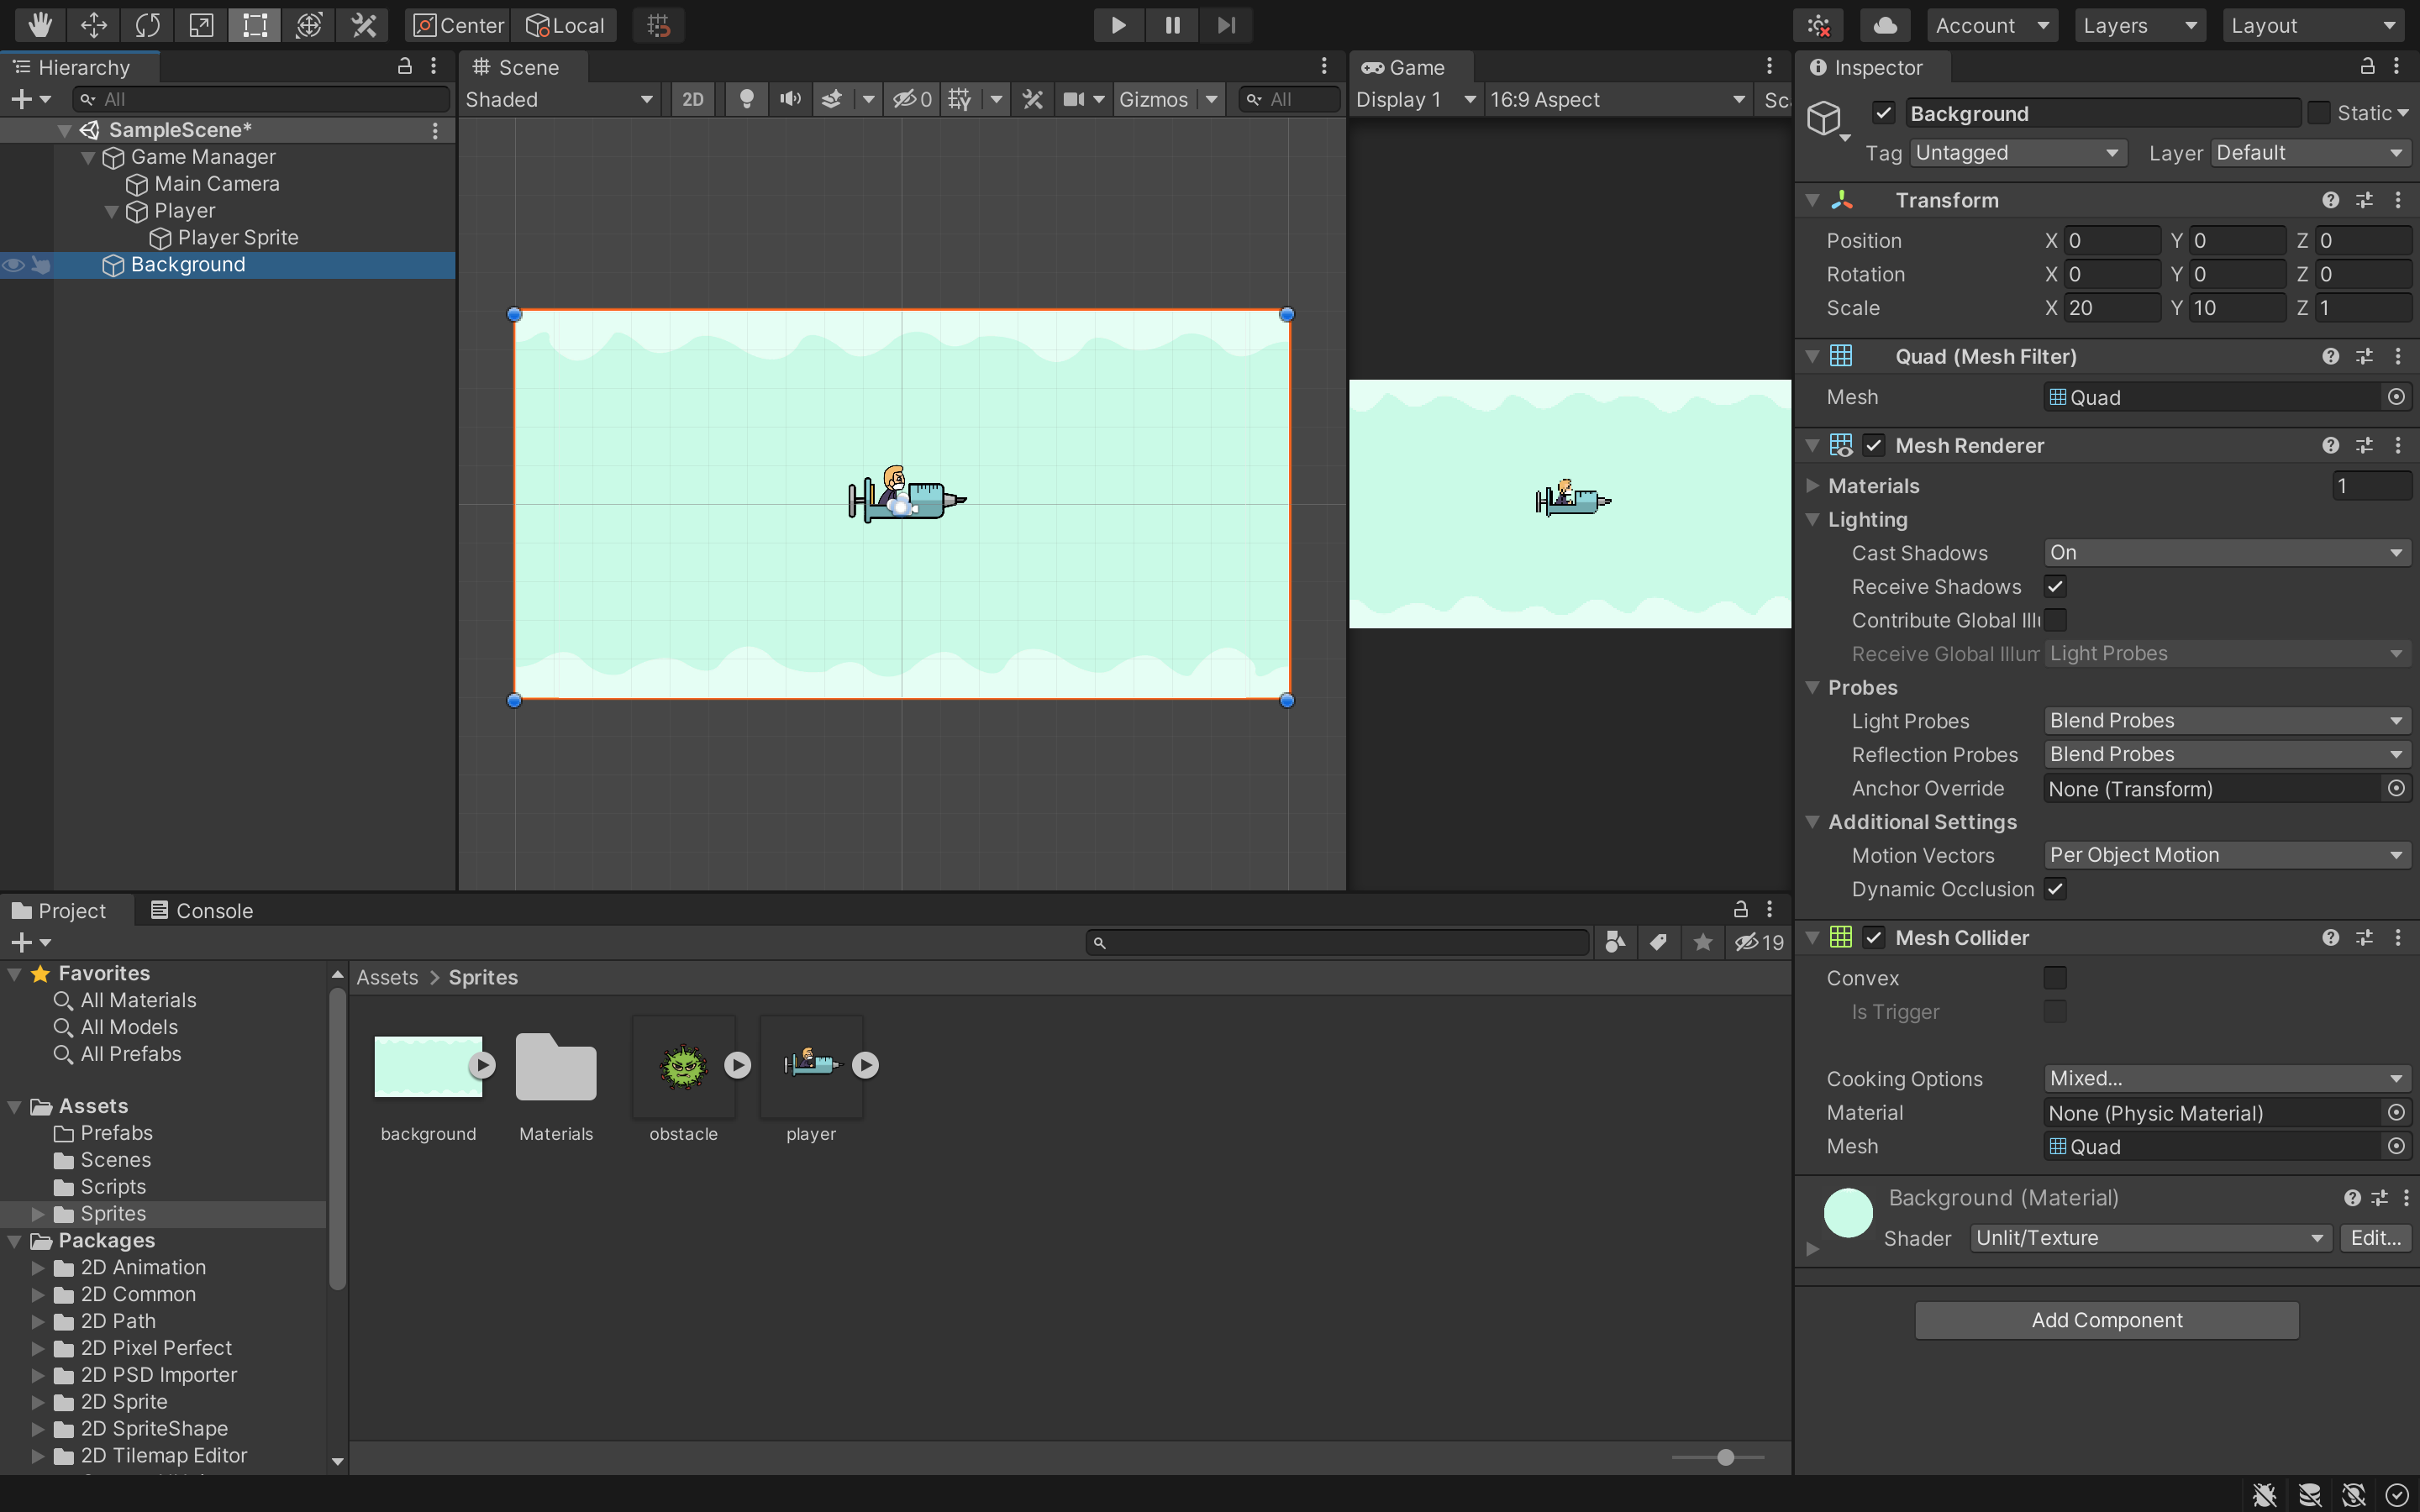 Center Local
Account Layers Layout
Hierarchy
All
SampleScene*
Game Manager
Main Camera
Player
Player Sprite
Background
Scene
Shaded 2D 0 Gizmos All
Game
Display 1 16:9 Aspect Sc
Inspector
Background Static
Tag Untagged Layer Default
Transform
Position X 0 Y 0 Z 0
Rotation X 0 Y 0 Z 0
Scale X 20 Y 10 Z 1
Quad (Mesh Filter)
Mesh Quad
Mesh Renderer
Materials 1
Lighting
Cast Shadows On
Receive Shadows
Contribute Global Ill
Receive Global Illum Light Probes
Probes
Light Probes Blend Probes
Reflection Probes Blend Probes
Anchor Override None (Transform)
Additional Settings
Motion Vectors Per Object Motion
Dynamic Occlusion
Mesh Collider
Convex
Is Trigger
Cooking Options Mixed...
Material None (Physic Material)
Mesh Quad
Background (Material)
Shader Unlit/Texture Edit...
Add Component
Project Console
19
Favorites
All Materials
All Models
All Prefabs
Assets
Prefabs
Scenes
Scripts
Sprites
Packages
2D Animation
2D Common
2D Path
2D Pixel Perfect
2D PSD Importer
2D Sprite
2D SpriteShape
2D Tilemap Editor
Assets > Sprites
background Materials obstacle player